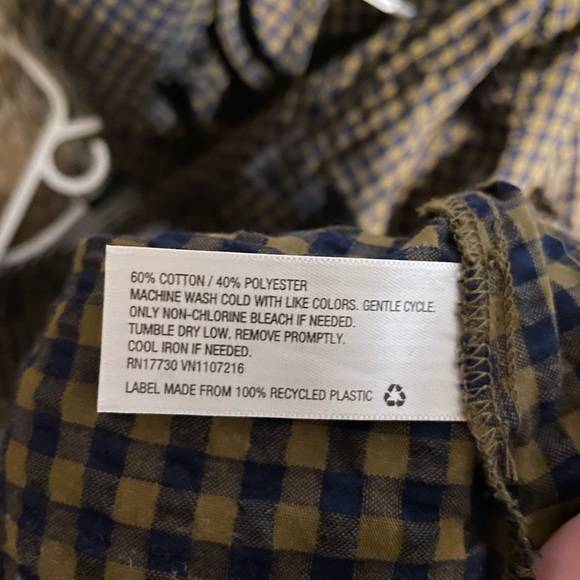 60% COTTON / 40% POLYESTER
MACHINE WASH COLD WITH LIKE COLORS. GENTLE CYCLE.
ONLY NON-CHLORINE BLEACH IF NEEDED.
TUMBLE DRY LOW. REMOVE PROMPTLY.
COOL IRON IF NEEDED.
RN17730 VN1107216
LABEL MADE FROM 100% RECYCLED PLASTIC